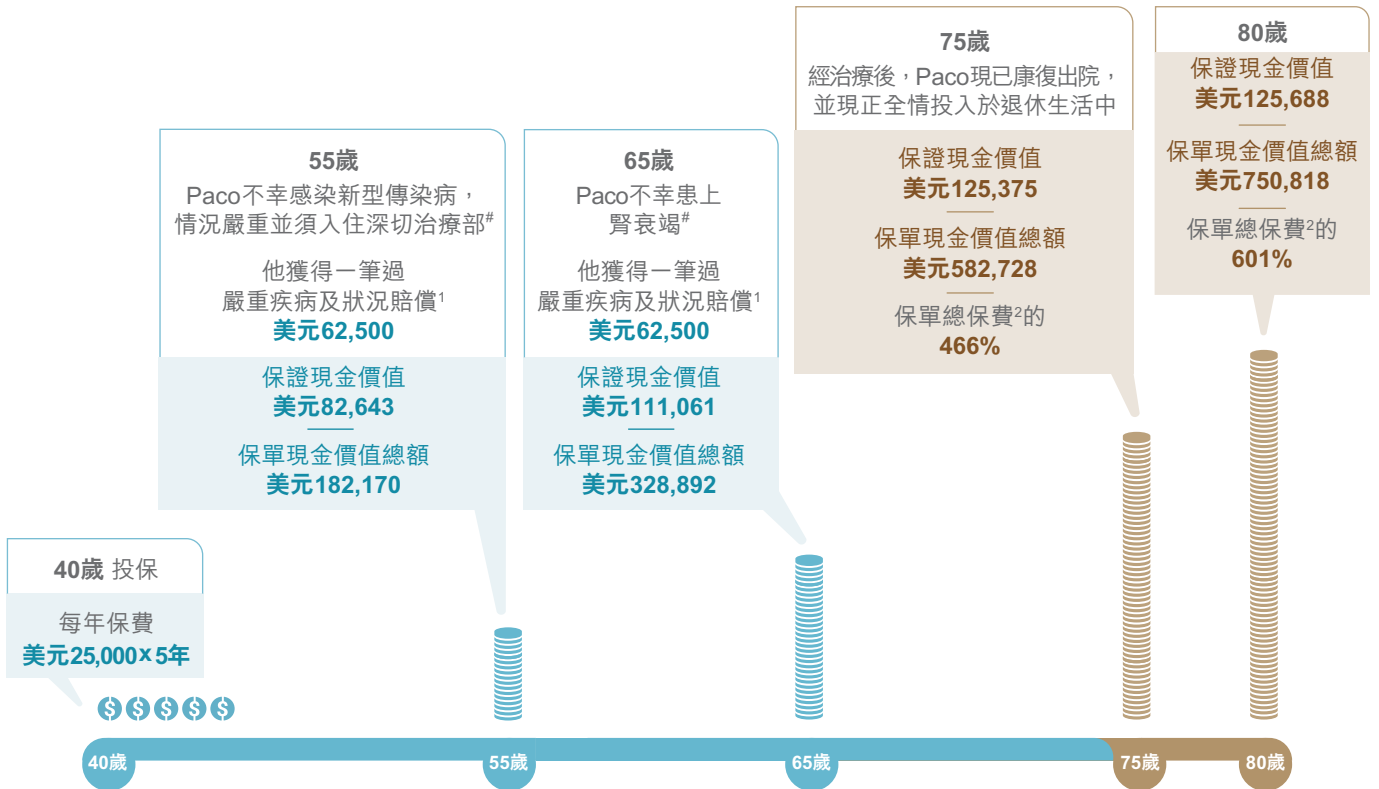 40歲 投保
每年保費
美元25,000x5年
55歲
Paco不幸感染新型傳染病，
情況嚴重並須入住深切治療部#
他獲得一筆過
嚴重疾病及狀況賠償1
美元62,500
保證現金價值
美元82,643
保單現金價值總額
美元182,170
65歲
Paco不幸患上
腎衰竭#
他獲得一筆過
嚴重疾病及狀況賠償1
美元62,500
保證現金價值
美元111,061
保單現金價值總額
美元328,892
75歲
經治療後，Paco現已康復出院，
並現正全情投入於退休生活中
保證現金價值
美元125,375
保單現金價值總額
美元582,728
保單總保費2的
466%
80歲
保證現金價值
美元125,688
保單現金價值總額
美元750,818
保單總保費2的
601%
$ $ $ $ $
40歲
55歲
65歲
75歲
80歲